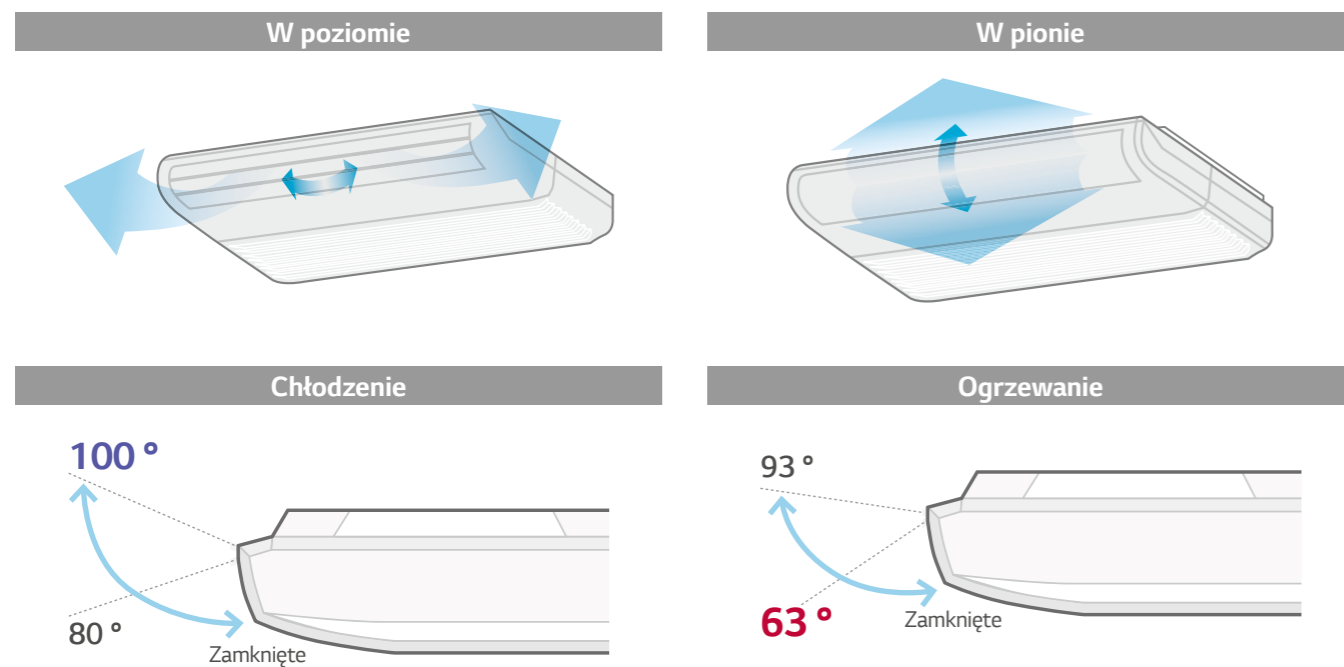 W poziomie
W pionie
Chłodzenie
Ogrzewanie
100 °
80 °
Zamknięte
93 °
63 °
Zamknięte